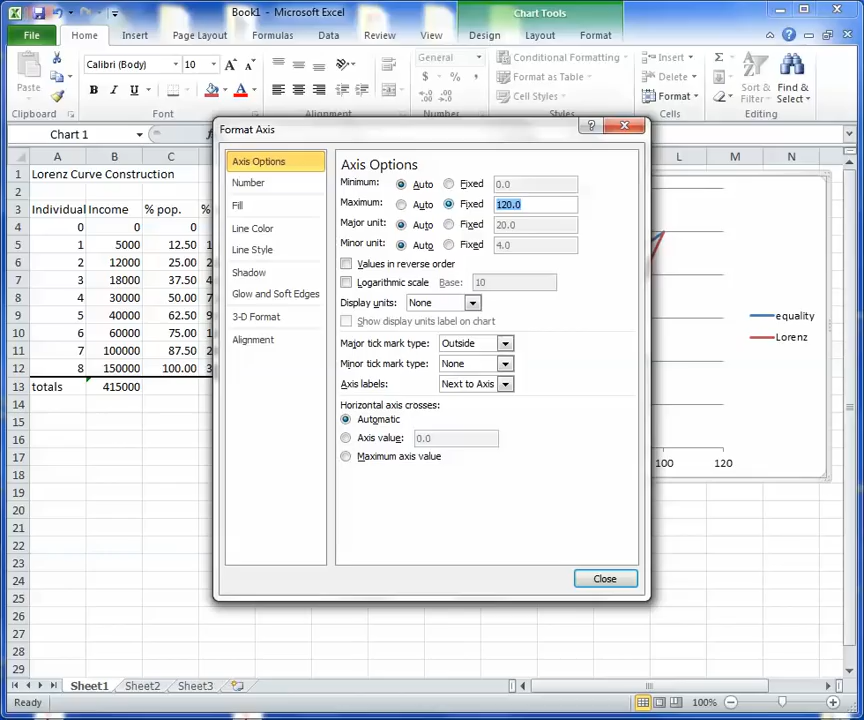 Book1 - Microsoft Excel
Chart Tools
File Home Insert Page Layout Formulas Data Review View Design Layout Format
Calibri (Body) 10 General Conditional Formatting Insert
Paste B I U $ % , Format as Table Delete Sort & Find &
Cell Styles Format Filter Select
Clipboard Font Alignment Styles Cells Editing
Chart 1
Format Axis
A B C L M N
1 Lorenz Curve Construction
2
3 Individual Income % pop. %
4 0 0 0
5 1 5000 12.50 1
6 2 12000 25.00 2
7 3 18000 37.50 4
8 4 30000 50.00 7
9 5 40000 62.50 9
10 6 60000 75.00 1
11 7 100000 87.50 2
12 8 150000 100.00 3
13 totals 415000
14
15
16
17
18
19
20
21
22
23
24
25
26
27
28
29
Axis Options
Number
Fill
Line Color
Line Style
Shadow
Glow and Soft Edges
3-D Format
Alignment
Axis Options
Minimum: Auto Fixed 0.0
Maximum: Auto Fixed 120.0
Major unit: Auto Fixed 20.0
Minor unit: Auto Fixed 4.0
Values in reverse order
Logarithmic scale Base: 10
Display units: None
Show display units label on chart
Major tick mark type: Outside
Minor tick mark type: None
Axis labels: Next to Axis
Horizontal axis crosses:
Automatic
Axis value: 0.0
Maximum axis value
Close
equality
Lorenz
100 120
Sheet1 Sheet2 Sheet3
Ready 100%